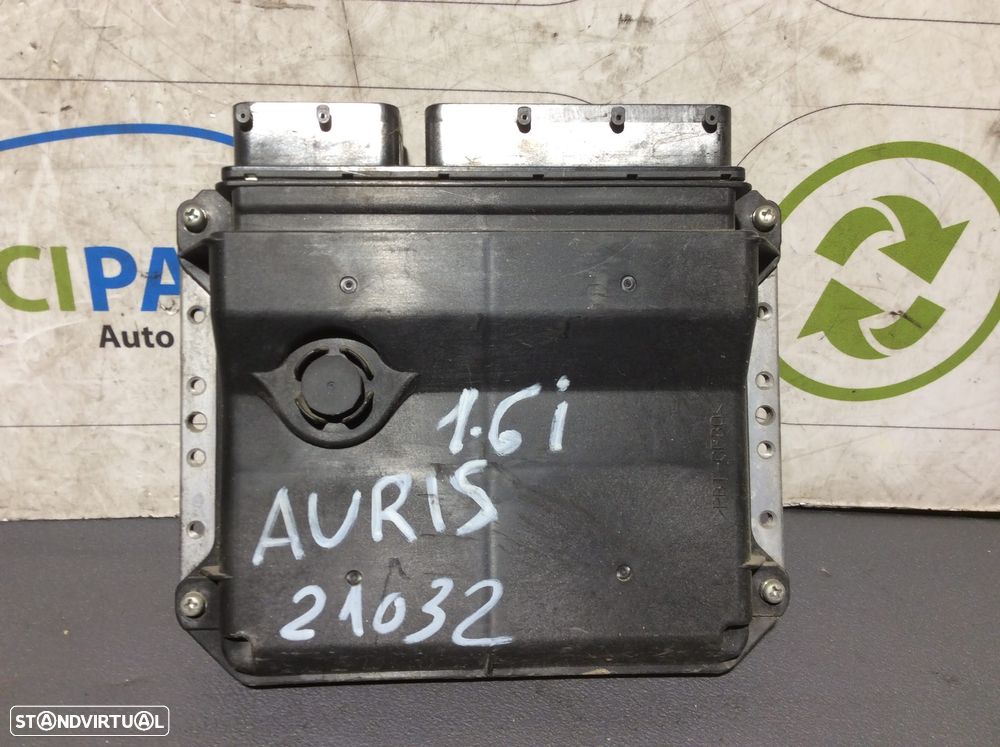 CIPA
Auto
1.6i
AURIS
21032
STANDVIRTUAL